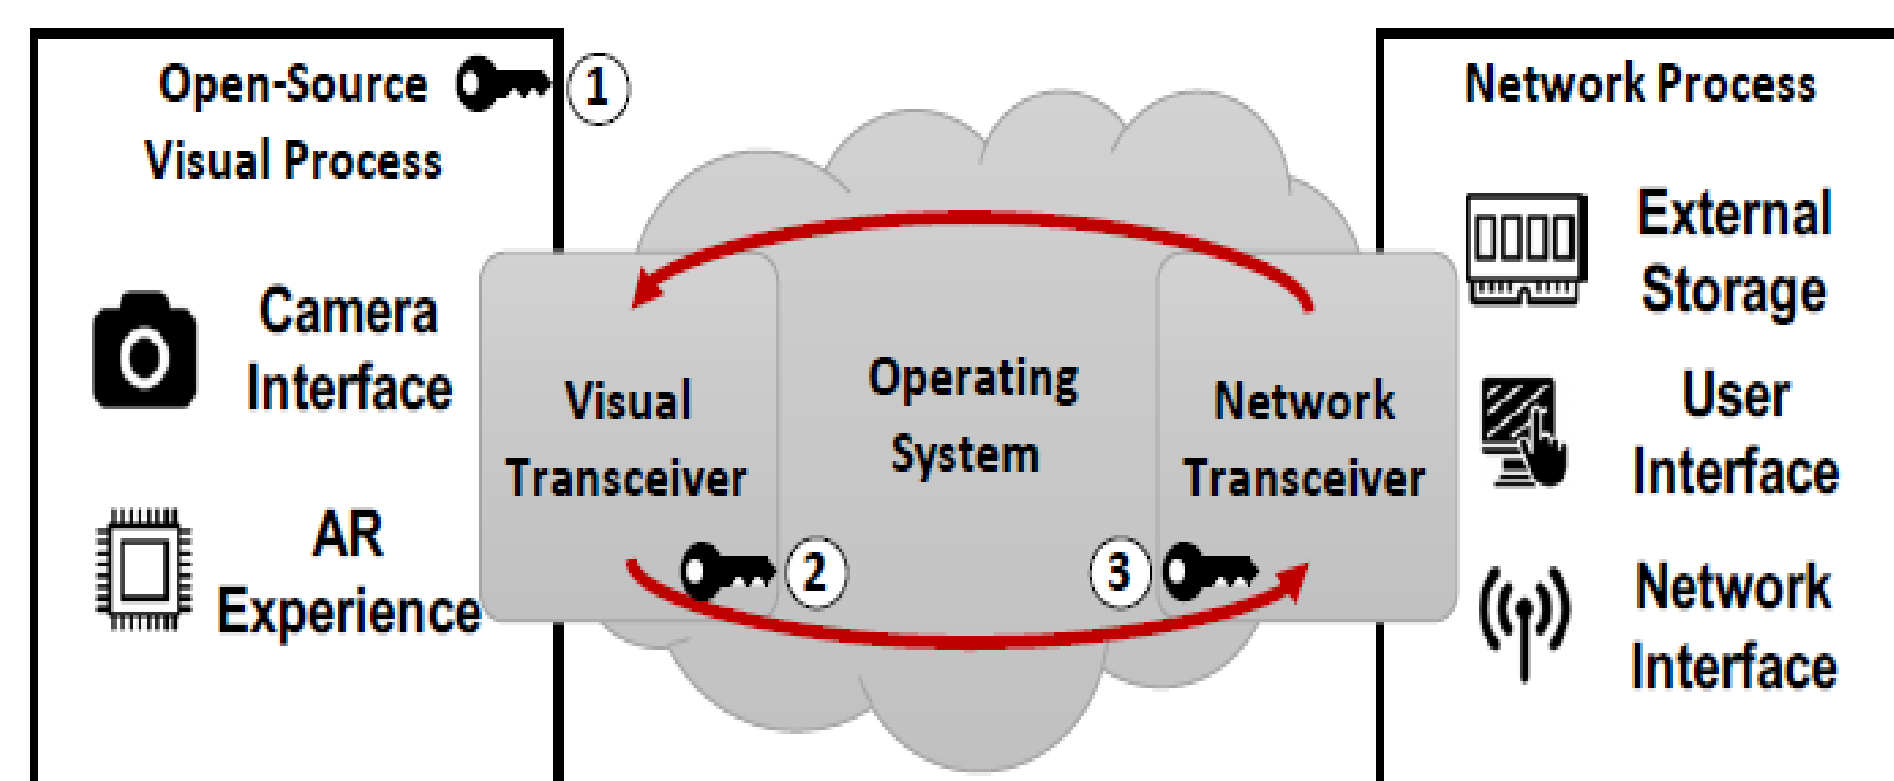 Open-Source
Visual Process
1
Camera
Interface
AR
Experience
Visual
Transceiver
2
Operating
System
3
Network
Transceiver
Network Process
External
Storage
User
Interface
Network
Interface